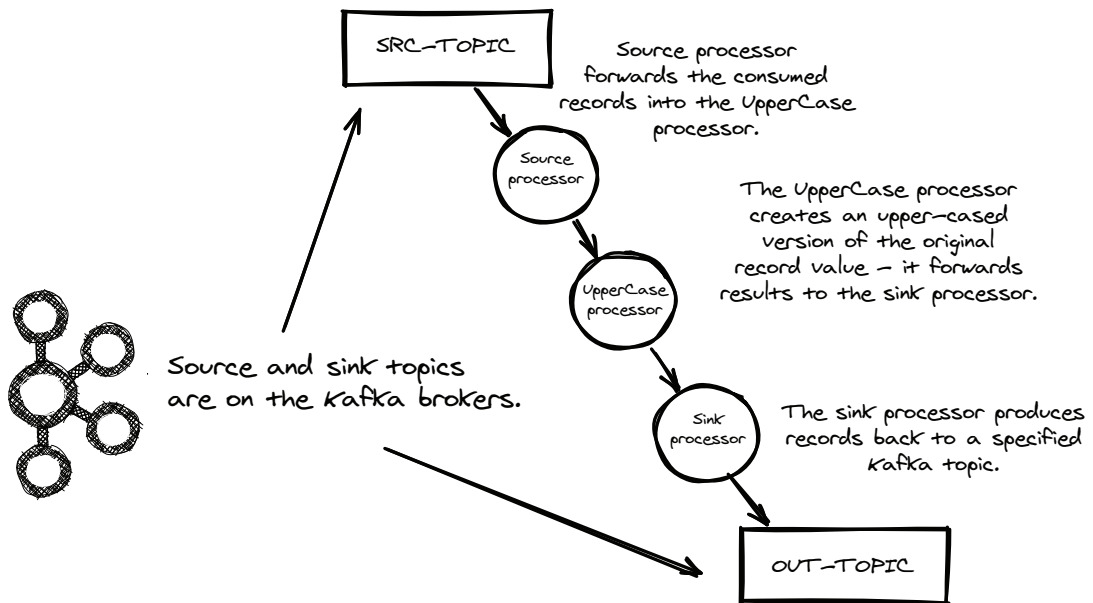 SRC-TOPIC
Source processor
forwards the consumed
records into the UpperCase
processor.
Source
processor
The UpperCase processor
creates an upper-cased
version of the original
record value - it forwards
results to the sink processor.
UpperCase
processor
Source and sink topics
are on the Kafka brokers.
Sink
processor
The sink processor produces
records back to a specified
Kafka topic.
OUT-TOPIC